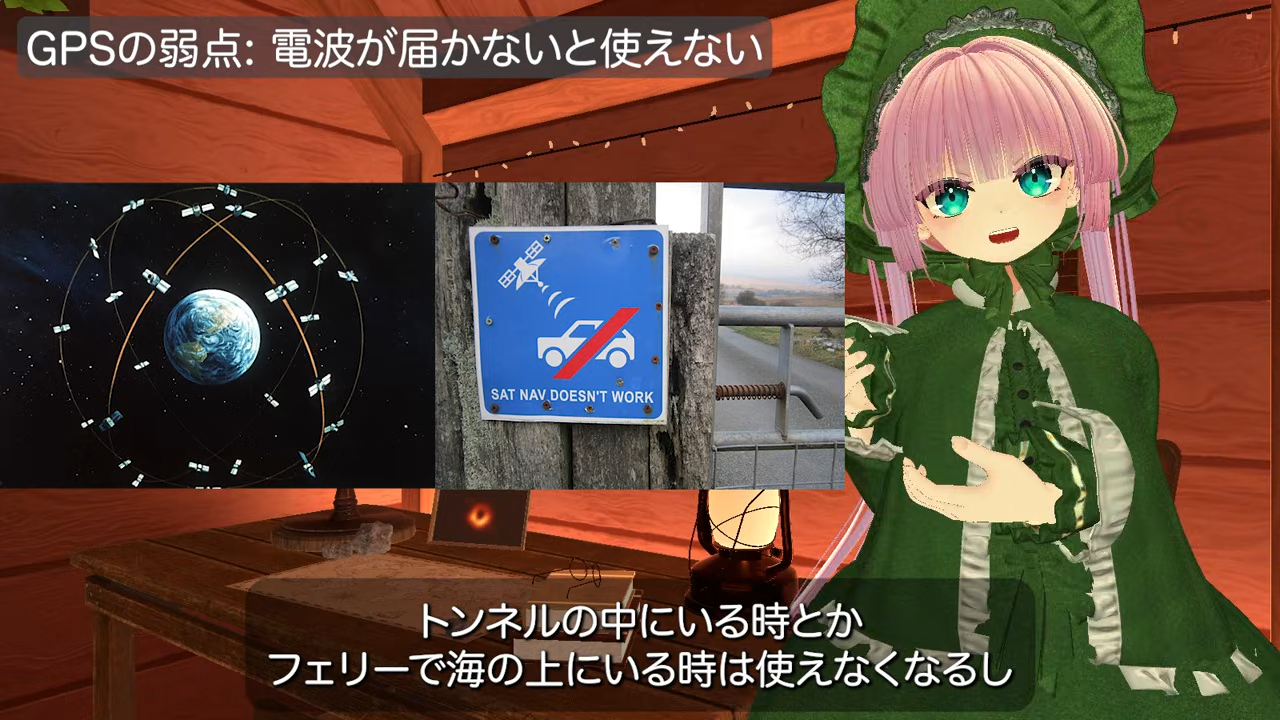 GPSの弱点: 電波が届かないと使えない
SAT NAV DOESN'T WORK
トンネルの中にいる時とか
フェリーで海の上にいる時は使えなくなるし